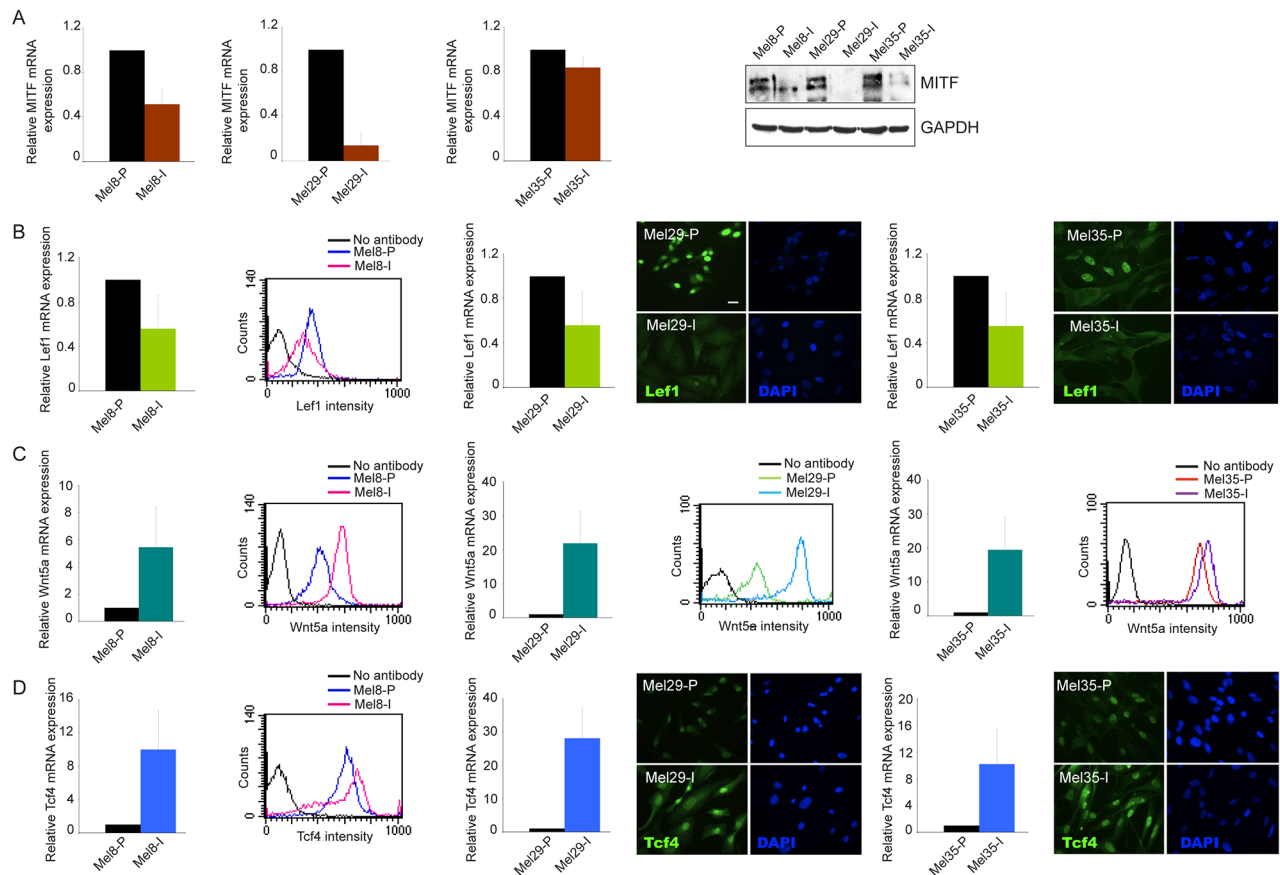 A
Relative MITF mRNA
expression
1.2
0.8
0.4
0
Mel8-P
Mel8-I
Relative MITF mRNA
expression
1.2
0.8
0.4
0
Mel29-P
Mel29-I
Relative MITF mRNA
expression
1.2
0.8
0.4
0
Mel35-P
Mel35-I
Mel8-P
Mel8-I
Mel29-P
Mel29-I
Mel35-P
Mel35-I
MITF
GAPDH
B
Relative Lef1 mRNA expression
1.2
0.8
0.4
0
Mel8-P
Mel8-I
No antibody
Mel8-P
Mel8-I
Counts
140
0
0
1000
Lef1 intensity
Relative Lef1 mRNA expression
1.2
0.8
0.4
0
Mel29-P
Mel29-I
Mel29-P
Mel29-I
Lef1
DAPI
Relative Lef1 mRNA expression
1.2
0.8
0.4
0
Mel35-P
Mel35-I
Mel35-P
Mel35-I
Lef1
DAPI
C
Relative Wnt5a mRNA expression
10
8
6
4
2
0
Mel8-P
Mel8-I
No antibody
Mel8-P
Mel8-I
Counts
140
0
0
1000
Wnt5a intensity
Relative Wnt5a mRNA expression
40
30
20
10
0
Mel29-P
Mel29-I
No antibody
Mel29-P
Mel29-I
Counts
100
0
0
1000
Wnt5a intensity
Relative Wnt5a mRNA expression
40
30
20
10
0
Mel35-P
Mel35-I
No antibody
Mel35-P
Mel35-I
Counts
100
0
0
1000
Wnt5a intensity
D
Relative Tcf4 mRNA expression
16
12
8
4
0
Mel8-P
Mel8-I
No antibody
Mel8-P
Mel8-I
Counts
140
0
0
1000
Tcf4 intensity
Relative Tcf4 mRNA expression
40
30
20
10
0
Mel29-P
Mel29-I
Mel29-P
Mel29-I
Tcf4
DAPI
Relative Tcf4 mRNA expression
20
16
12
8
4
0
Mel35-P
Mel35-I
Mel35-P
Mel35-I
Tcf4
DAPI